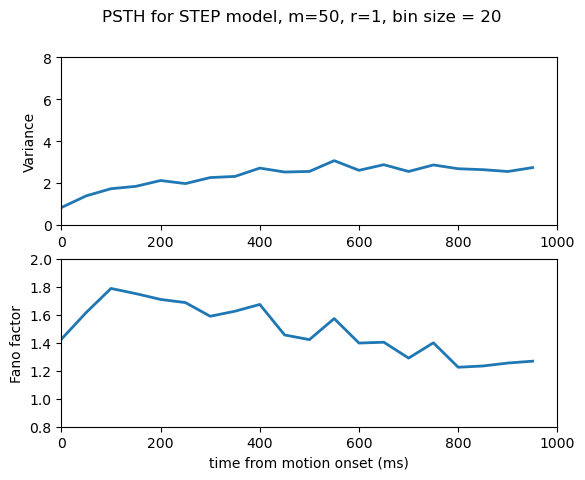 PSTH for STEP model, m=50, r=1, bin size = 20
8
6
4
2
0
Variance
0 200 400 600 800 1000
2.0
1.8
1.6
1.4
1.2
1.0
0.8
Fano factor
0 200 400 600 800 1000
time from motion onset (ms)